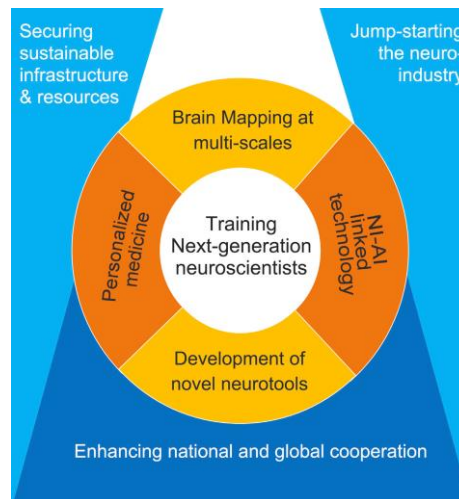 Securing
sustainable
infrastructure
& resources
Jump-starting
the neuro-
industry
Brain Mapping at
multi-scales
Personalized
medicine
Training
Next-generation
neuroscientists
NI-AI
linked
technology
Development of
novel neurotools
Enhancing national and global cooperation